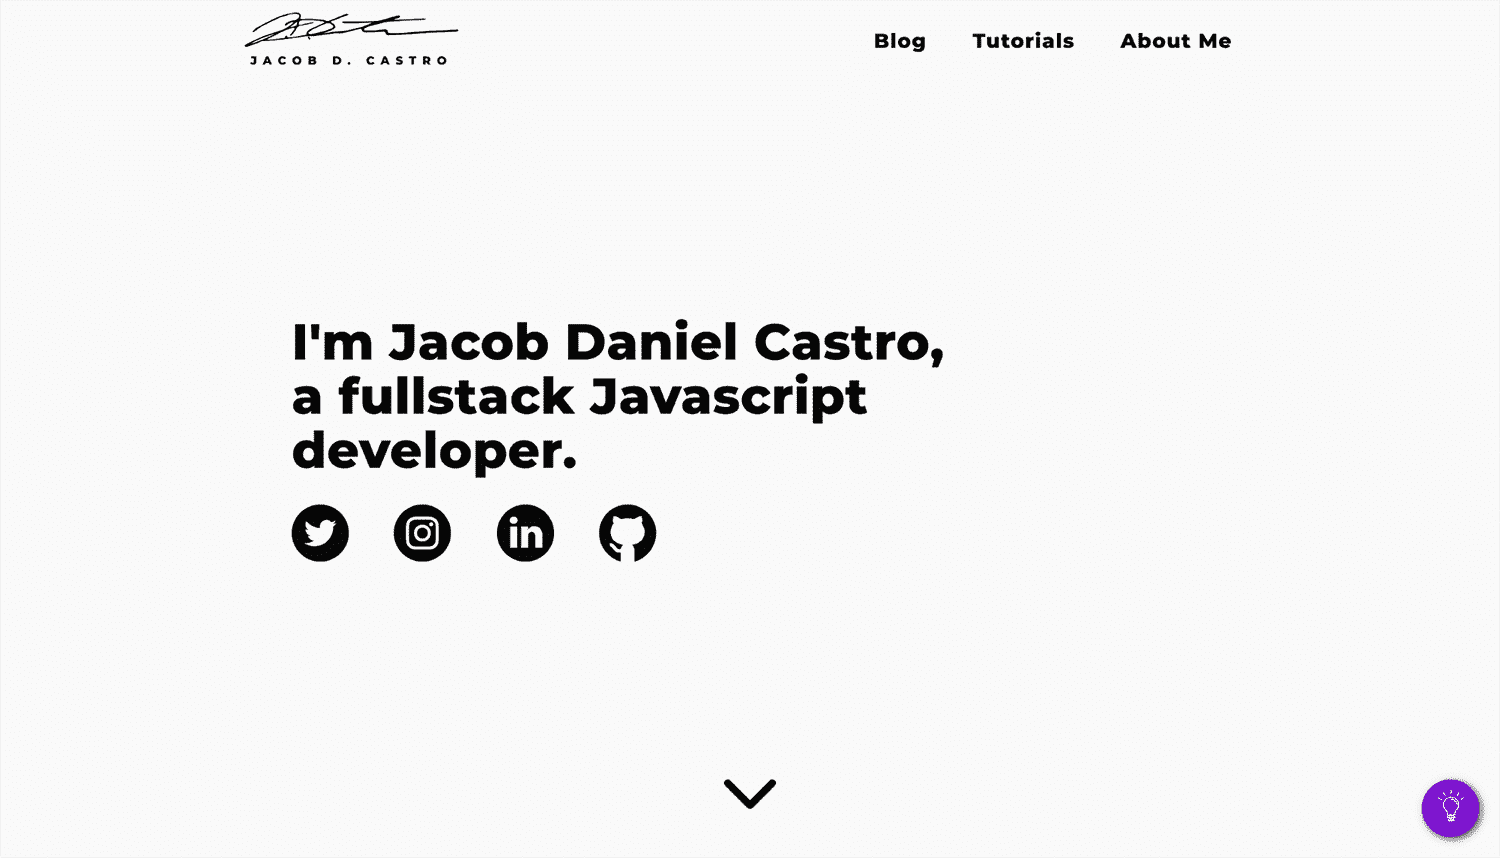 JACOB D. CASTRO
Blog Tutorials About Me
I'm Jacob Daniel Castro,
a fullstack Javascript
developer.
in